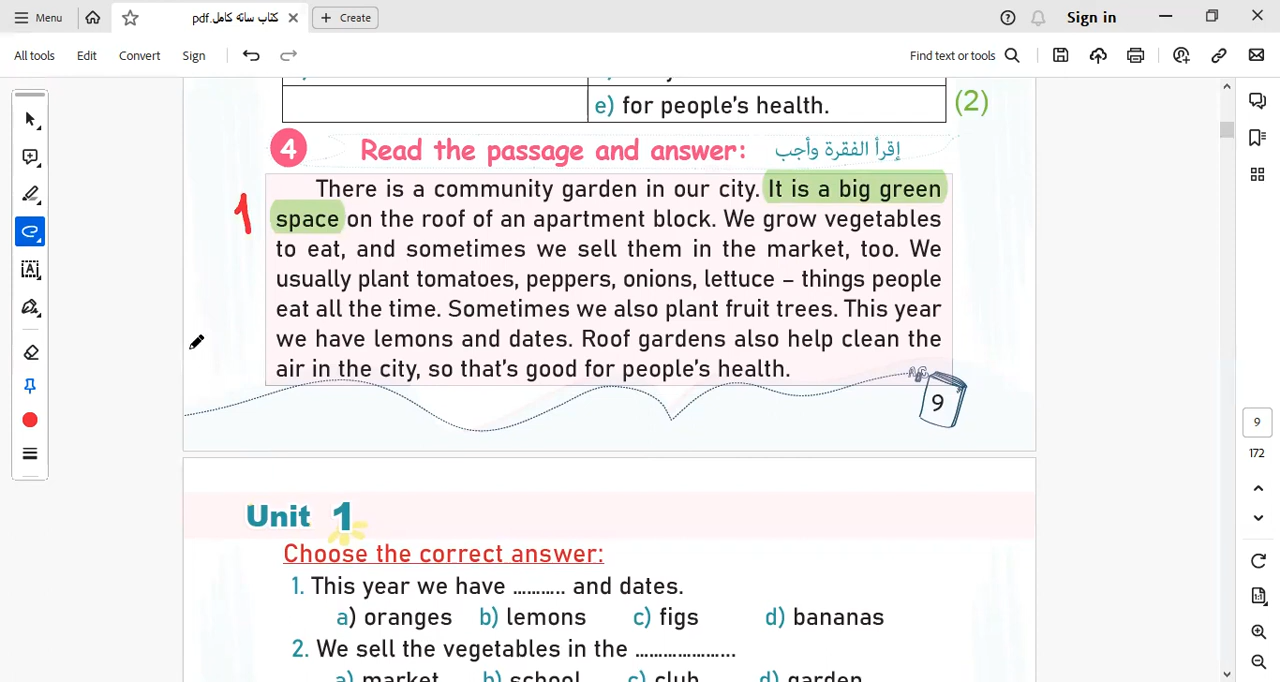 Menu
كتاب ساته كامل.pdf
Create
Sign in
All tools Edit Convert Sign
Find text or tools
e) for people's health. (2)
4 Read the passage and answer: إقرأ الفقرة وأجب
1
There is a community garden in our city. It is a big green
space on the roof of an apartment block. We grow vegetables
to eat, and sometimes we sell them in the market, too. We
usually plant tomatoes, peppers, onions, lettuce – things people
eat all the time. Sometimes we also plant fruit trees. This year
we have lemons and dates. Roof gardens also help clean the
air in the city, so that's good for people's health.
9
9
172
Unit 1
Choose the correct answer:
1. This year we have ........... and dates.
a) oranges b) lemons c) figs d) bananas
2. We sell the vegetables in the .....................
a) market b) school c) club d) garden